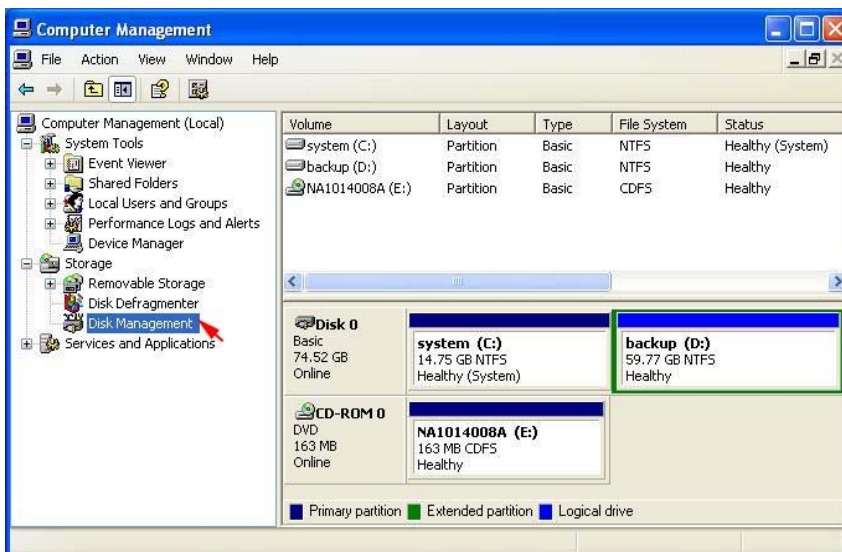 Computer Management
File Action View Window Help
Computer Management (Local)
System Tools
Event Viewer
Shared Folders
Local Users and Groups
Performance Logs and Alerts
Device Manager
Storage
Removable Storage
Disk Defragmenter
Disk Management
Services and Applications
Volume Layout Type File System Status
system (C:) Partition Basic NTFS Healthy (System)
backup (D:) Partition Basic NTFS Healthy
NA1014008A (E:) Partition Basic CDFS Healthy
Disk 0
Basic
74.52 GB
Online
system (C:)
14.75 GB NTFS
Healthy (System)
backup (D:)
59.77 GB NTFS
Healthy
CD-ROM 0
DVD
163 MB
Online
NA1014008A (E:)
163 MB CDFS
Healthy
Primary partition Extended partition Logical drive